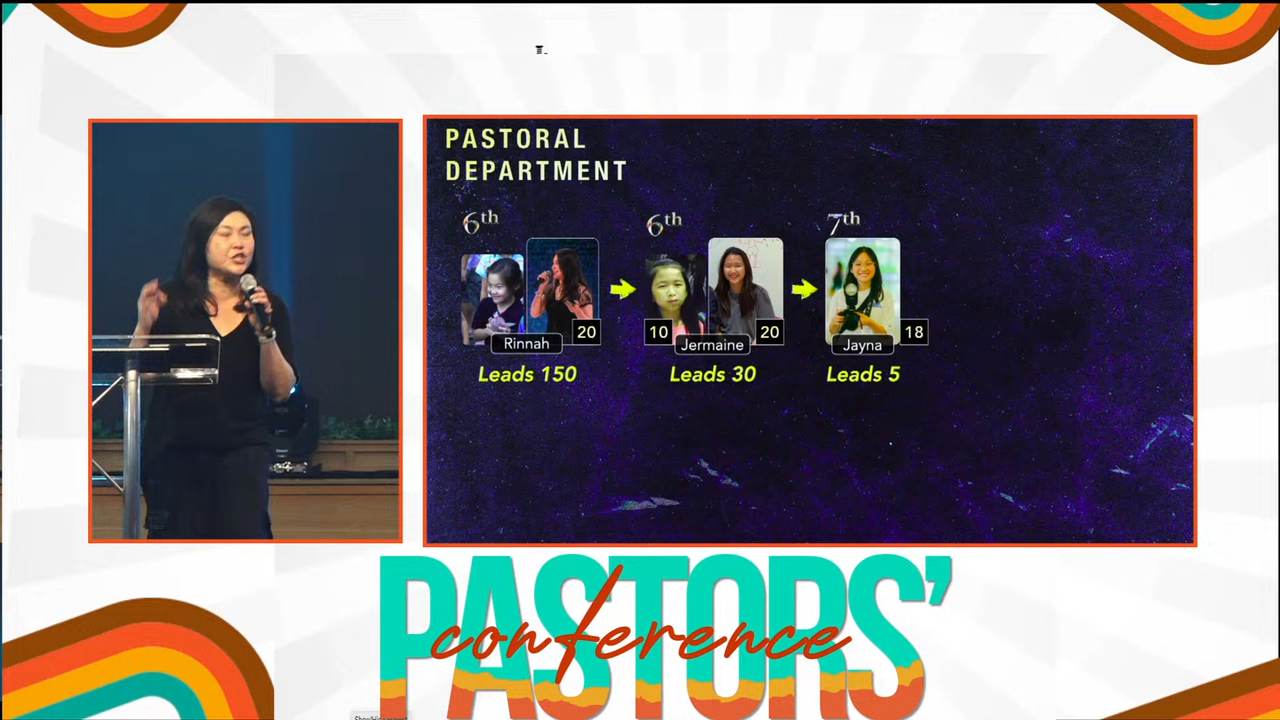 PASTORAL
DEPARTMENT
6th 6th 7th
20 10 20 18
Rinnah Jermaine Jayna
Leads 150 Leads 30 Leads 5
PASTORS'
conference